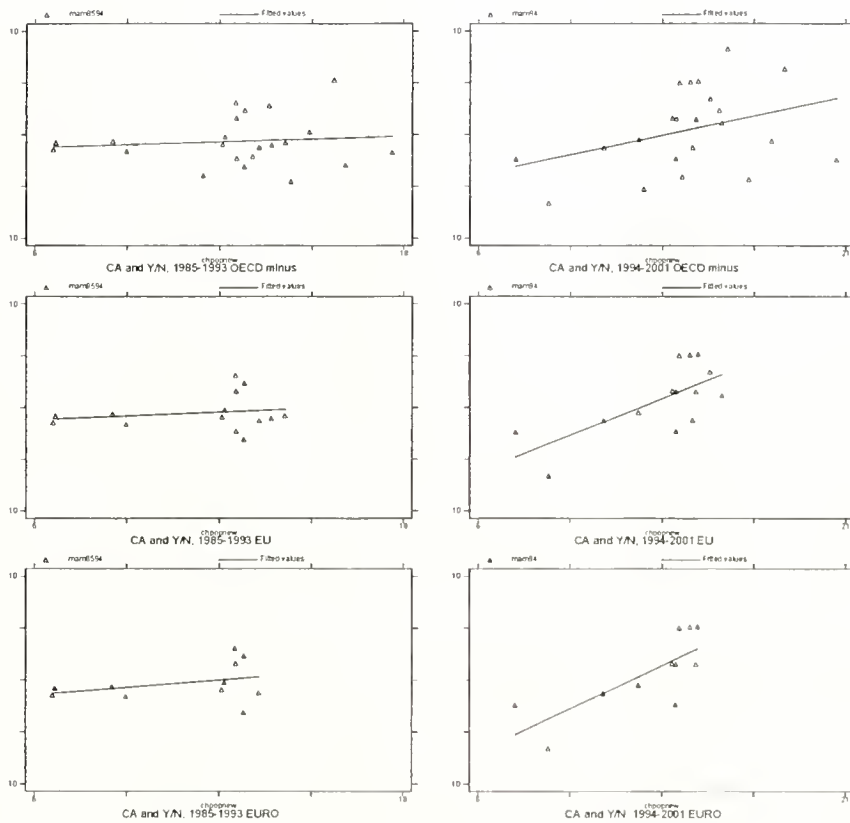 mam8594 Fitted values
10
10
6 18
chpopnew
CA and Y/N, 1985-1993 OECD minus
mam94 Fitted values
10
10
6 21
chpopnew
CA and Y/N, 1994-2001 OECD minus
mam8594 Fitted values
10
10
6 18
chpopnew
CA and Y/N, 1985-1993 EU
mam94 Fitted values
10
10
6 21
chpopnew
CA and Y/N, 1994-2001 EU
mam8594 Fitted values
10
10
6 18
chpopnew
CA and Y/N, 1985-1993 EURO
mam94 Fitted values
10
10
6 21
chpopnew
CA and Y/N 1994-2001 EURO